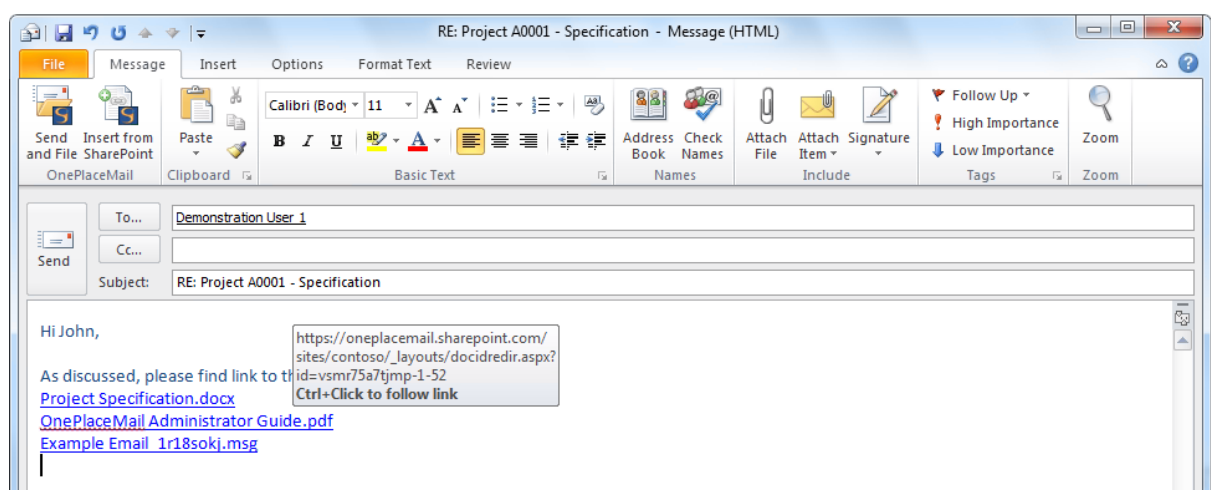 RE: Project A0001 - Specification - Message (HTML)
File Message Insert Options Format Text Review
Calibri (Body 11
Send and File
Insert from SharePoint
Paste
B I U
Address Book
Check Names
Attach File
Attach Item
Signature
Follow Up
High Importance
Low Importance
Zoom
OnePlaceMail Clipboard Basic Text Names Include Tags Zoom
Send
To... Demonstration User 1
Cc...
Subject: RE: Project A0001 - Specification
Hi John,
https://oneplacemail.sharepoint.com/
sites/contoso/_layouts/docidredir.aspx?
id=vsmr75a7tjmp-1-52
Ctrl+Click to follow link
As discussed, please find link to
Project Specification.docx
OnePlaceMail Administrator Guide.pdf
Example Email 1r18sokj.msg